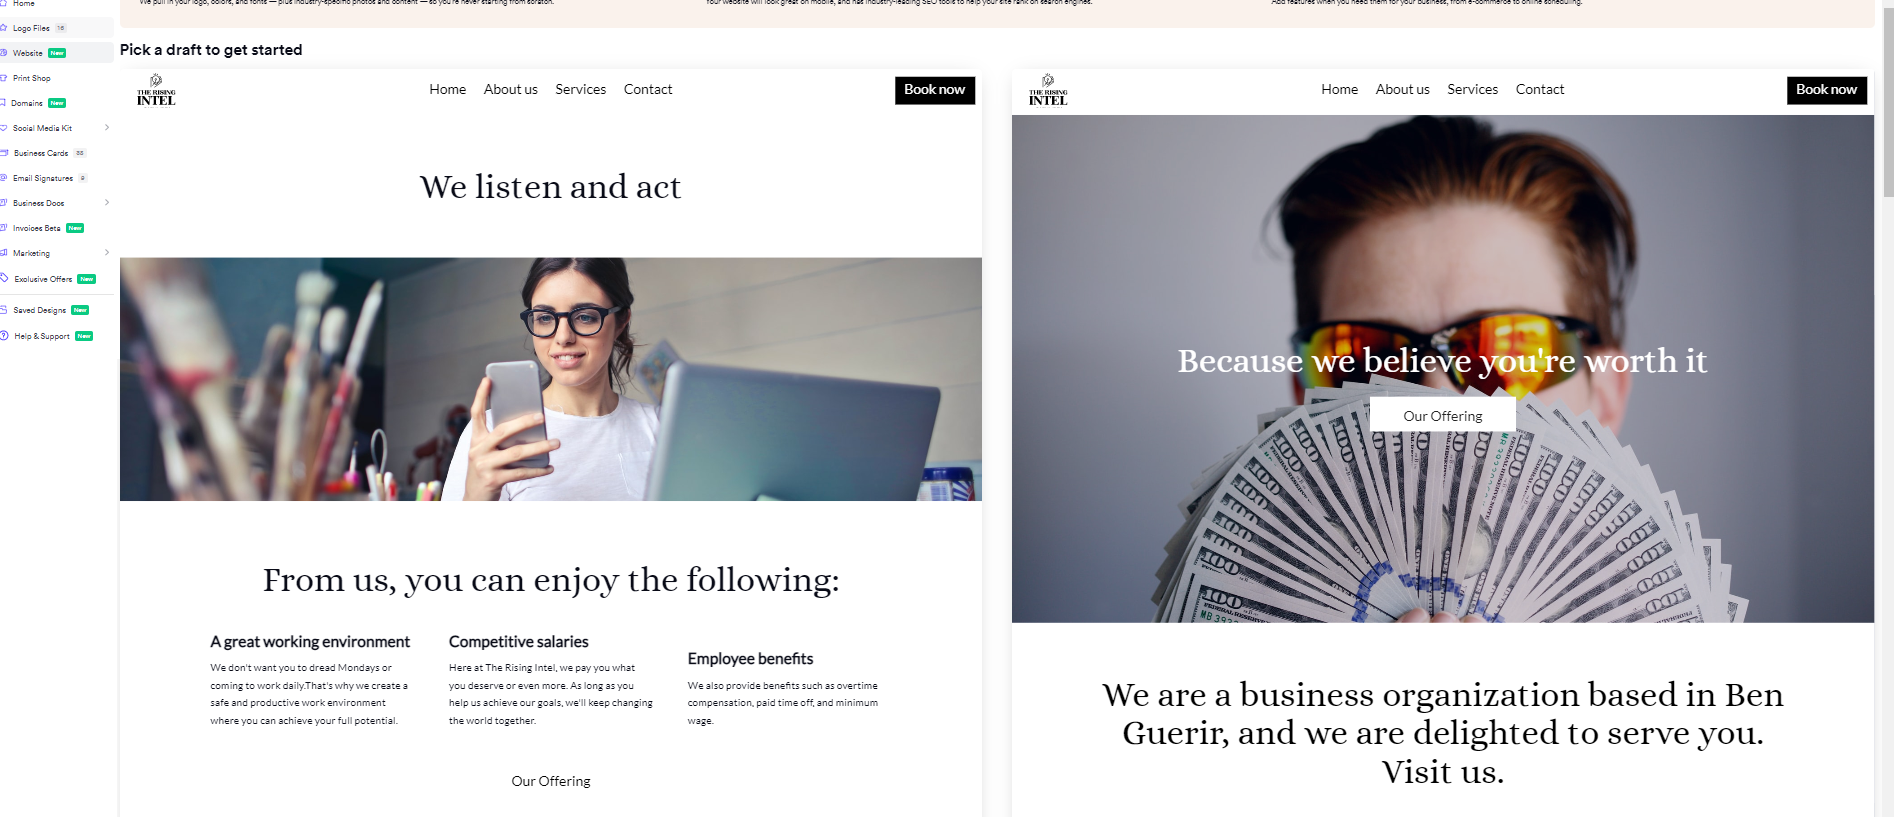 Home
Logo Files 16
Website New
Print Shop
Domains New
Social Media Kit
Business Cards
Email Signatures
Business Docs
Invoices Beta New
Marketing
Exclusive Offers New
Saved Designs New
Help & Support New
We pull in your logo, colors, and fonts — plus industry-specific photos and content — so you're never starting from scratch.
Your website will look great on mobile, and has industry-leading SEO tools to help your site rank on search engines.
Add features when you need them for your business, from e-commerce to online scheduling.
Pick a draft to get started
THE RISING
INTEL
Home About us Services Contact
Book now
We listen and act
From us, you can enjoy the following:
A great working environment
We don't want you to dread Mondays or
coming to work daily.That's why we create a
safe and productive work environment
where you can achieve your full potential.
Competitive salaries
Here at The Rising Intel, we pay you what
you deserve or even more. As long as you
help us achieve our goals, we'll keep changing
the world together.
Employee benefits
We also provide benefits such as overtime
compensation, paid time off, and minimum
wage.
Our Offering
THE RISING
INTEL
Home About us Services Contact
Book now
Because we believe you're worth it
Our Offering
We are a business organization based in Ben
Guerir, and we are delighted to serve you.
Visit us.